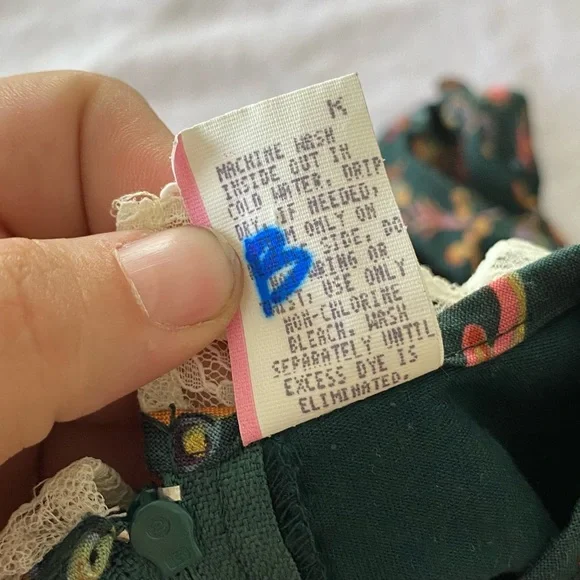 K
MACHINE WASH
INSIDE OUT IN
COLD WATER, DRIP
DRY, IF NEEDED,
ONLY ON
SIDE, DO
OR
USE ONLY
NON-CHLORINE
BLEACH, WASH
SEPARATELY UNTIL
EXCESS DYE IS
ELIMINATED.
B